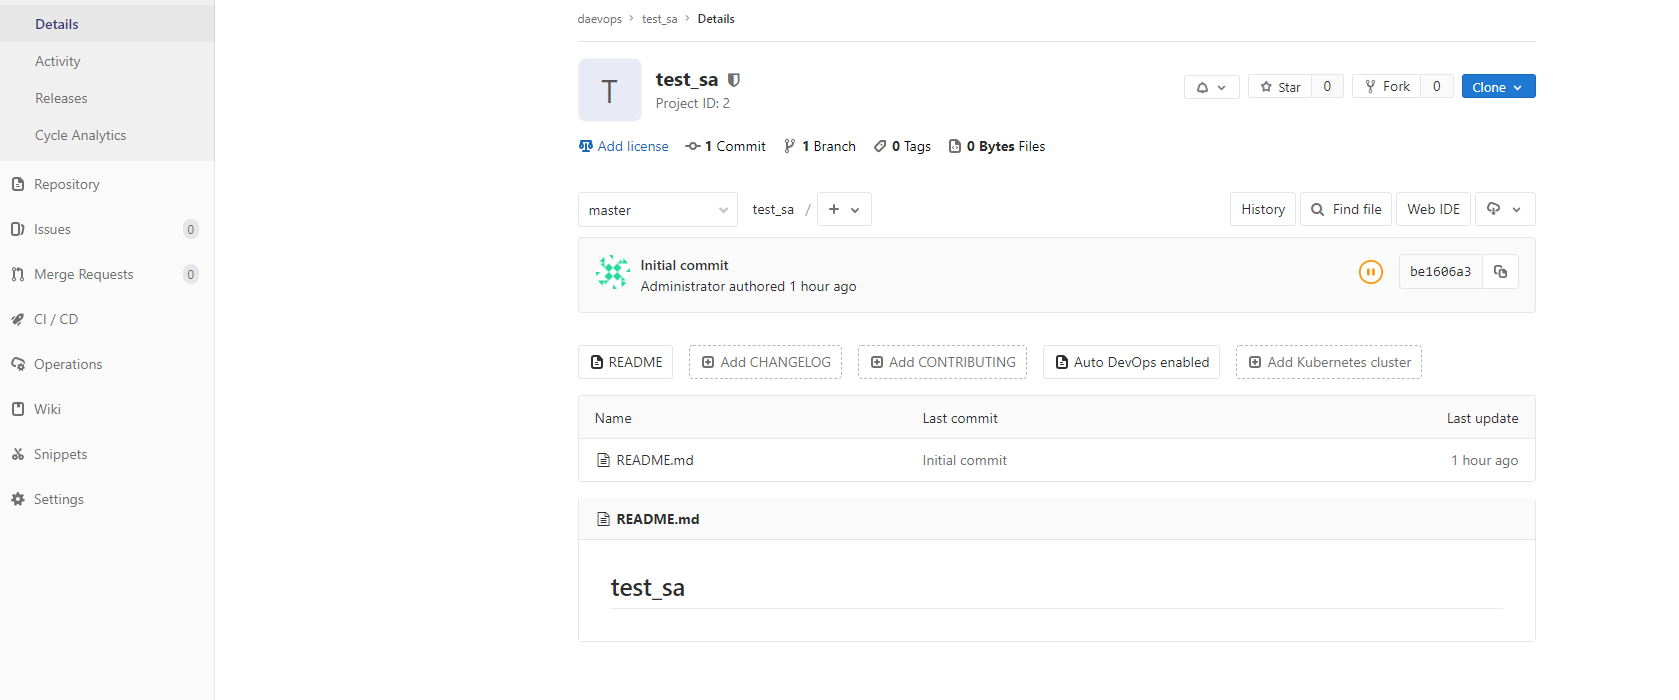 Details
Activity
Releases
Cycle Analytics
Repository
Issues 0
Merge Requests 0
CI / CD
Operations
Wiki
Snippets
Settings
daevops > test_sa > Details
T
test_sa
Project ID: 2
Star 0
Fork 0
Clone
Add license 1 Commit 1 Branch 0 Tags 0 Bytes Files
master test_sa / + History Find file Web IDE
Initial commit
Administrator authored 1 hour ago
be1606a3
README Add CHANGELOG Add CONTRIBUTING Auto DevOps enabled Add Kubernetes cluster
Name Last commit Last update
README.md Initial commit 1 hour ago
README.md
test_sa